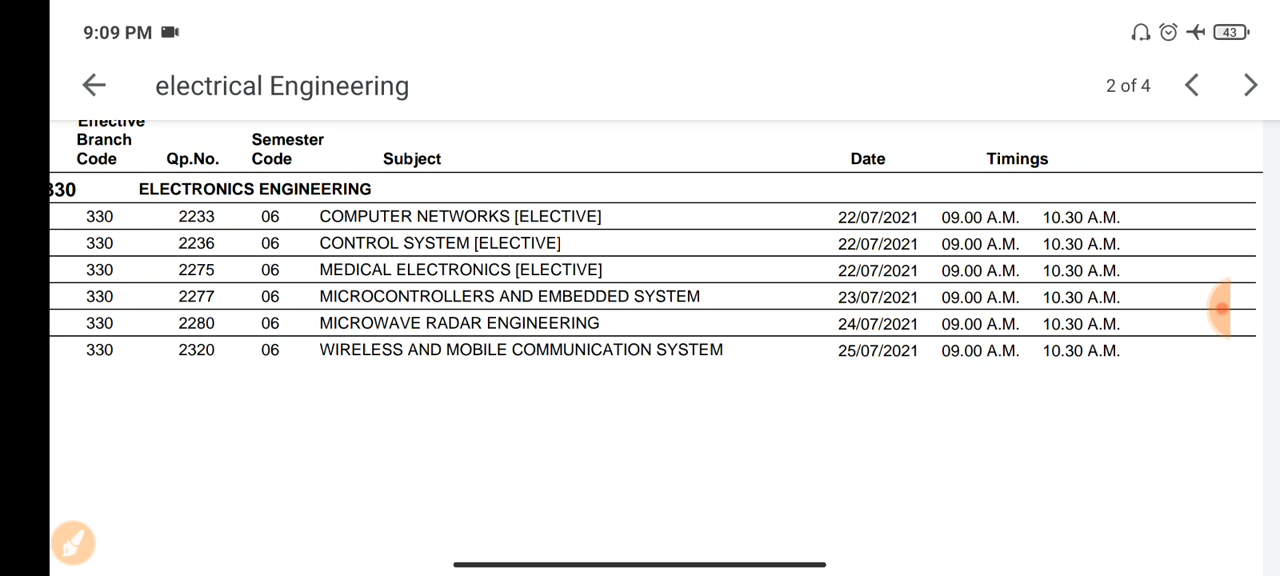 9:09 PM 43
electrical Engineering 2 of 4
Effective
Branch Semester
Code Qp.No. Code Subject Date Timings
330 ELECTRONICS ENGINEERING
330 2233 06 COMPUTER NETWORKS [ELECTIVE] 22/07/2021 09.00 A.M. 10.30 A.M.
330 2236 06 CONTROL SYSTEM [ELECTIVE] 22/07/2021 09.00 A.M. 10.30 A.M.
330 2275 06 MEDICAL ELECTRONICS [ELECTIVE] 22/07/2021 09.00 A.M. 10.30 A.M.
330 2277 06 MICROCONTROLLERS AND EMBEDDED SYSTEM 23/07/2021 09.00 A.M. 10.30 A.M.
330 2280 06 MICROWAVE RADAR ENGINEERING 24/07/2021 09.00 A.M. 10.30 A.M.
330 2320 06 WIRELESS AND MOBILE COMMUNICATION SYSTEM 25/07/2021 09.00 A.M. 10.30 A.M.